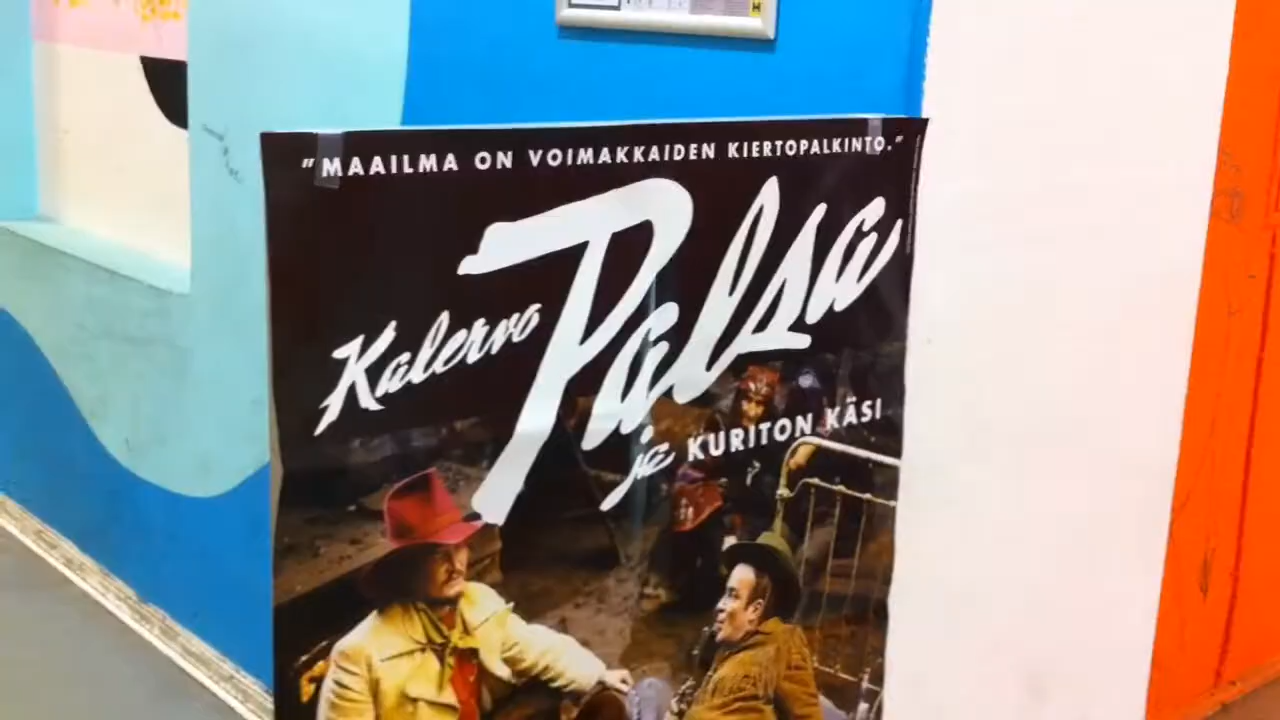 "MAAILMA ON VOIMAKKAIDEN KIERTOPALKINTO."
Kalervo Palsa
ja KURITON KÄSI